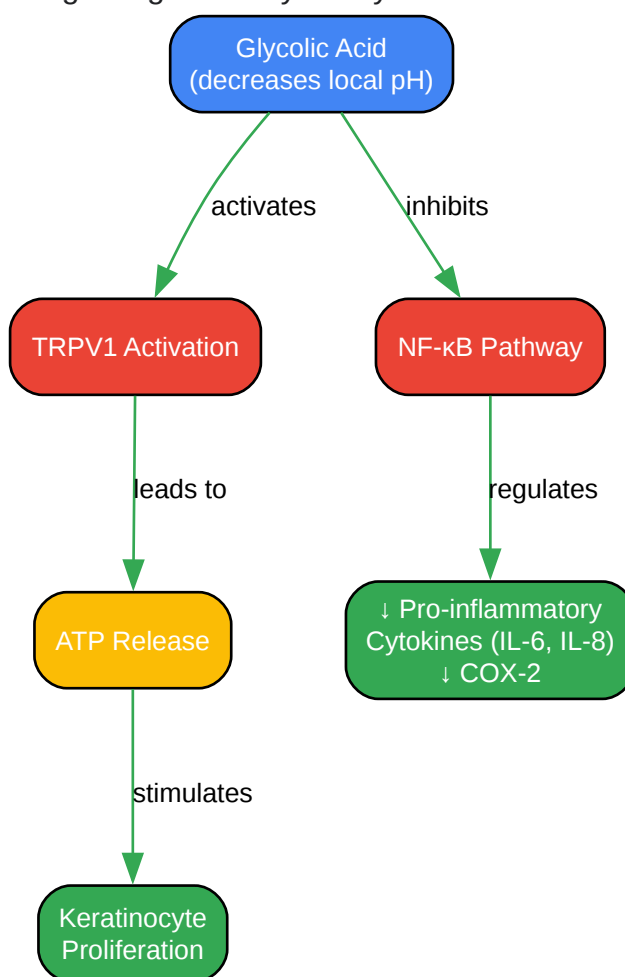 Glycolic Acid
(decreases local pH)
activates
inhibits
TRPV1 Activation
NF-κB Pathway
leads to
regulates
ATP Release
↓ Pro-inflammatory
Cytokines (IL-6, IL-8)
↓ COX-2
stimulates
Keratinocyte
Proliferation